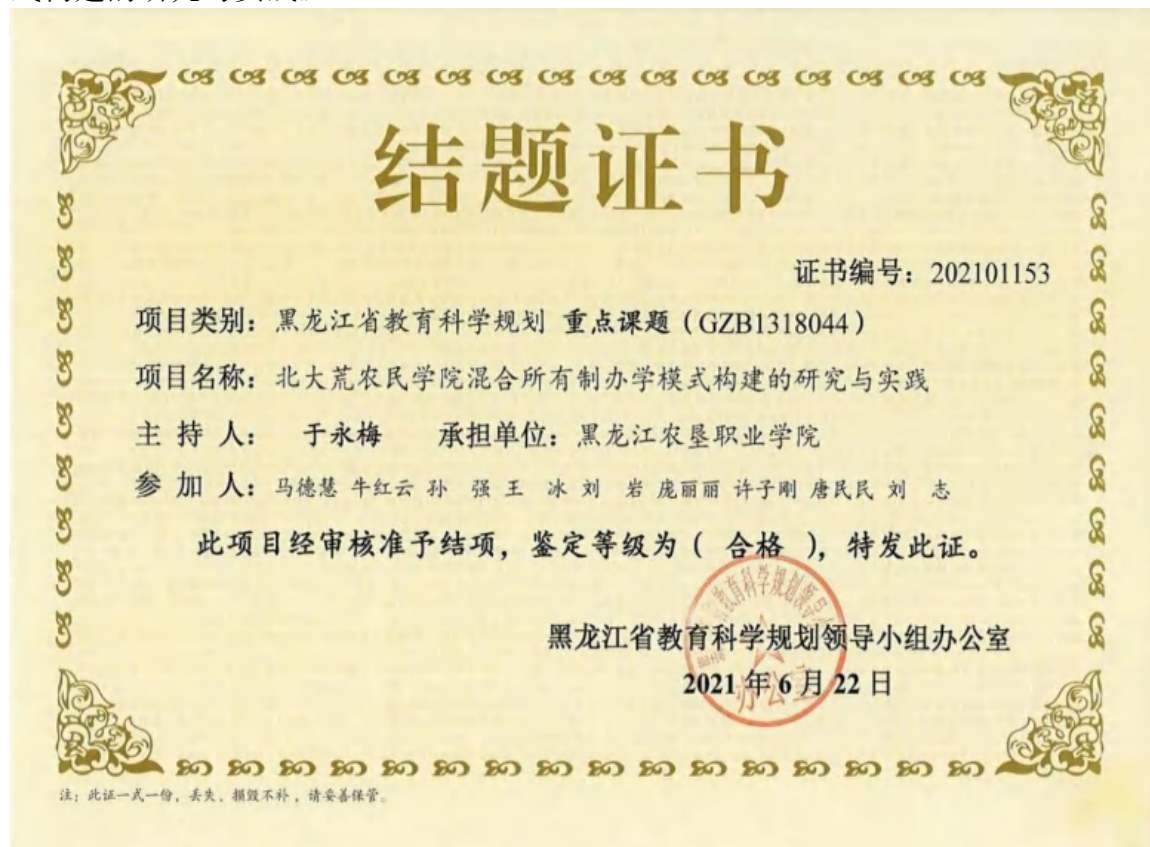 结题证书
证书编号：202101153
项目类别：黑龙江省教育科学规划 重点课题（GZB1318044）
项目名称：北大荒农民学院混合所有制办学模式构建的研究与实践
主 持 人： 于永梅 承担单位：黑龙江农垦职业学院
参 加 人：马德慧 牛红云 孙 强 王 冰 刘 岩 庞丽丽 许子刚 唐民民 刘 志
此项目经审核准予结项，鉴定等级为（ 合格 ），特发此证。
黑龙江省教育科学规划领导小组办公室
2021 年 6 月 22 日
办公室
注：此证一式一份，丢失，损毁不补，请妥善保管。